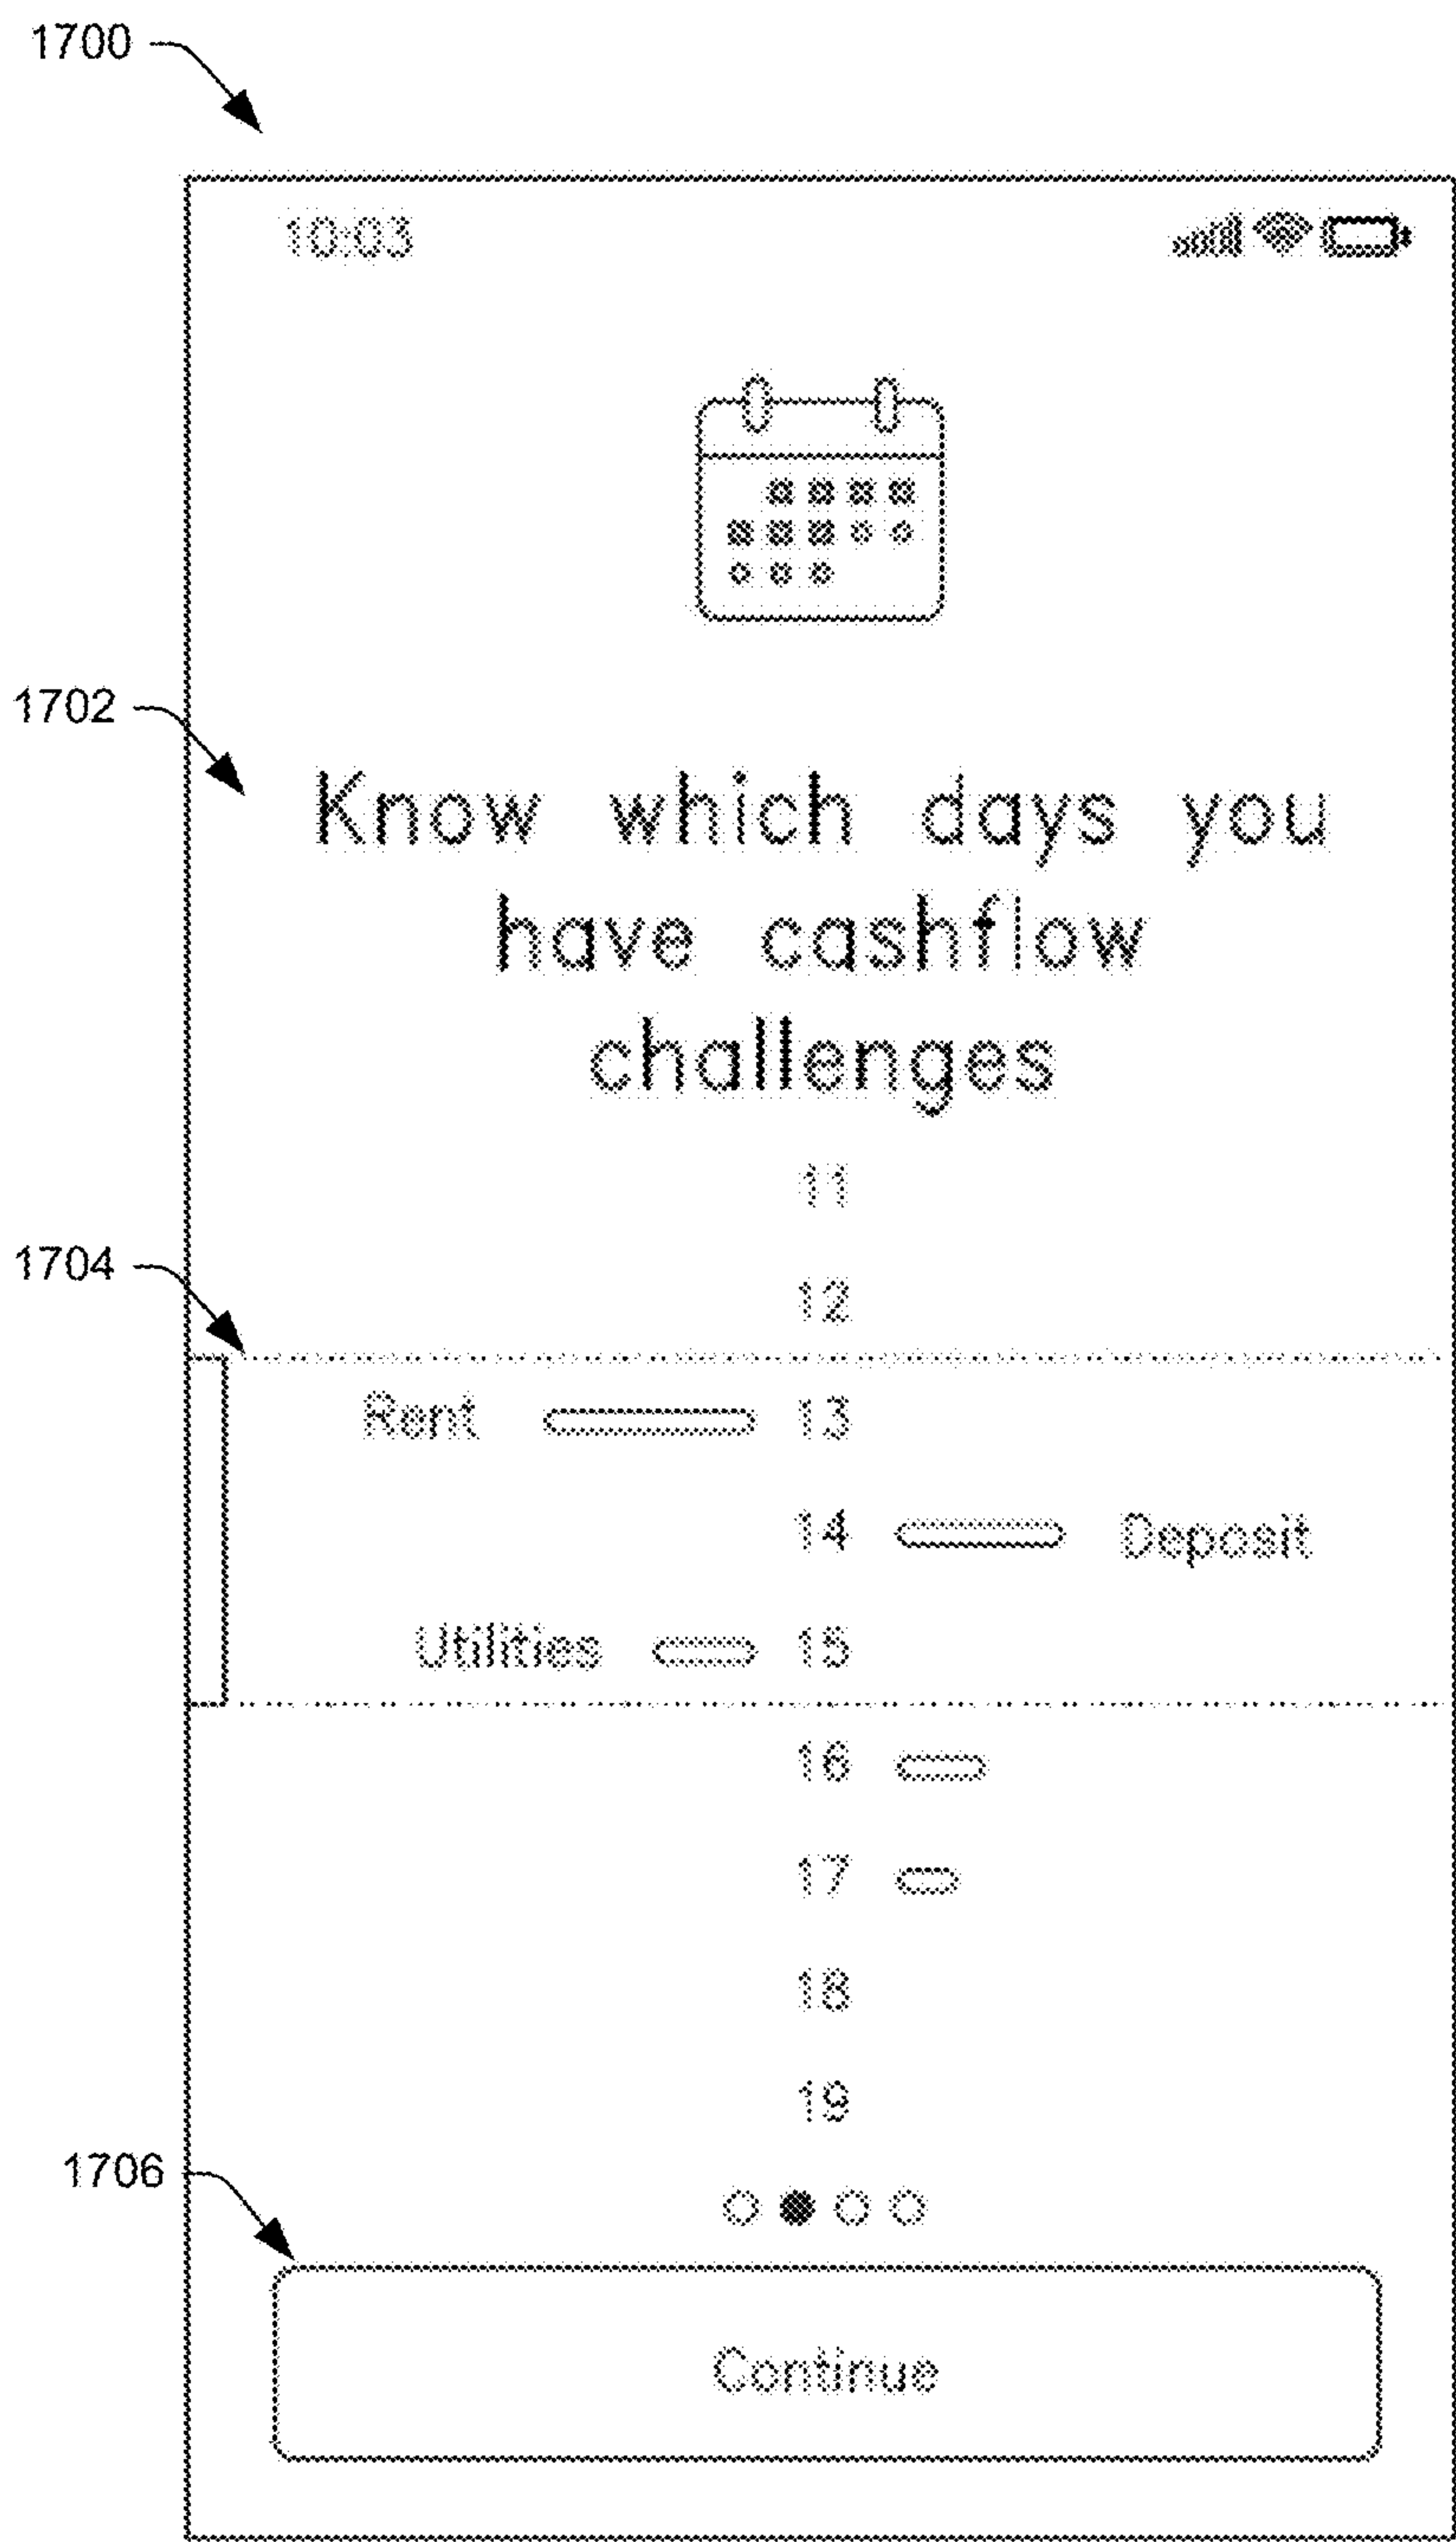 1700
10:03
1702
Know which days you
have cashflow
challenges
11
1704
12
Rent 13
14 Deposit
Utilities 15
16
17
18
19
1706
Continue